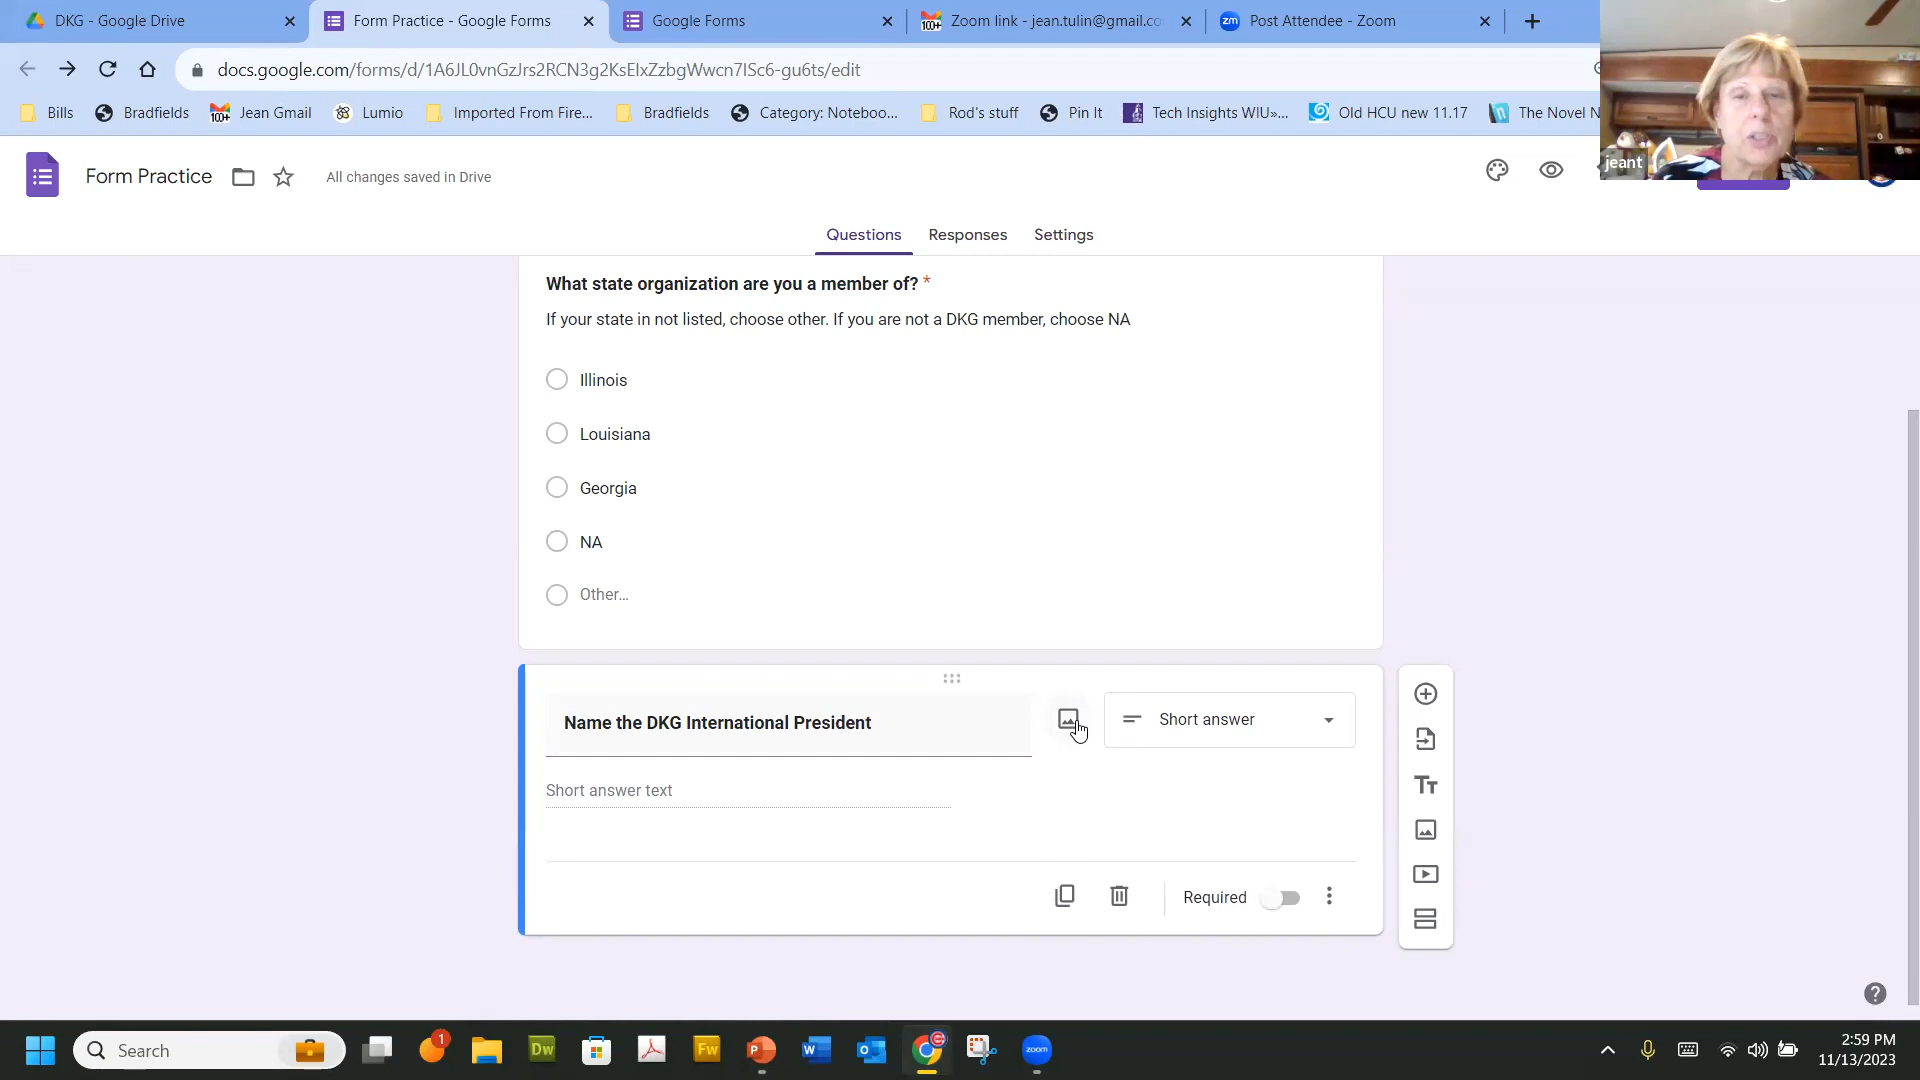 DKG - Google Drive
Form Practice - Google Forms
Google Forms
Zoom link - jean.tulin@gmail.co
Post Attendee - Zoom
docs.google.com/forms/d/1A6JL0vnGzJrs2RCN3g2KsEIxZzbgWwcn7ISc6-gu6ts/edit
Bills
Bradfields
Jean Gmail
Lumio
Imported From Fire...
Bradfields
Category: Noteboo...
Rod's stuff
Pin It
Tech Insights WIU»...
Old HCU new 11.17
The Novel N
jeant
Form Practice
All changes saved in Drive
Questions
Responses
Settings
What state organization are you a member of? *
If your state in not listed, choose other. If you are not a DKG member, choose NA
Illinois
Louisiana
Georgia
NA
Other...
Name the DKG International President
Short answer
Short answer text
Required
Search
2:59 PM
11/13/2023